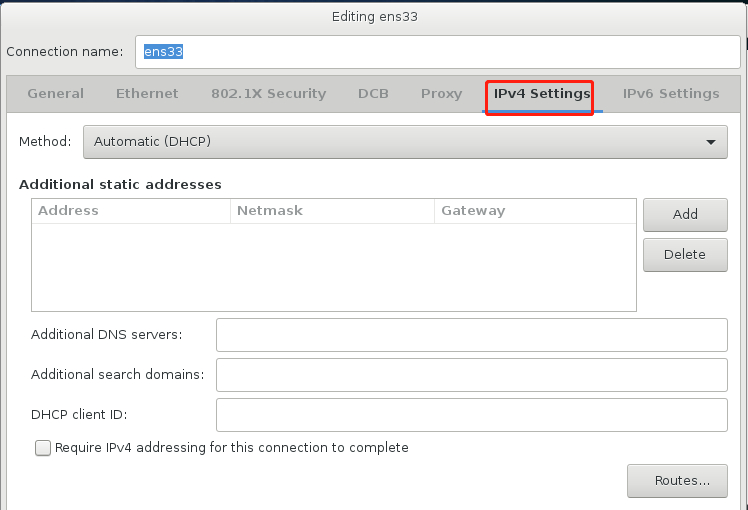 Editing ens33
Connection name: ens33
General Ethernet 802.1X Security DCB Proxy IPv4 Settings IPv6 Settings
Method: Automatic (DHCP)
Additional static addresses
Address Netmask Gateway
Add
Delete
Additional DNS servers:
Additional search domains:
DHCP client ID:
Require IPv4 addressing for this connection to complete
Routes...